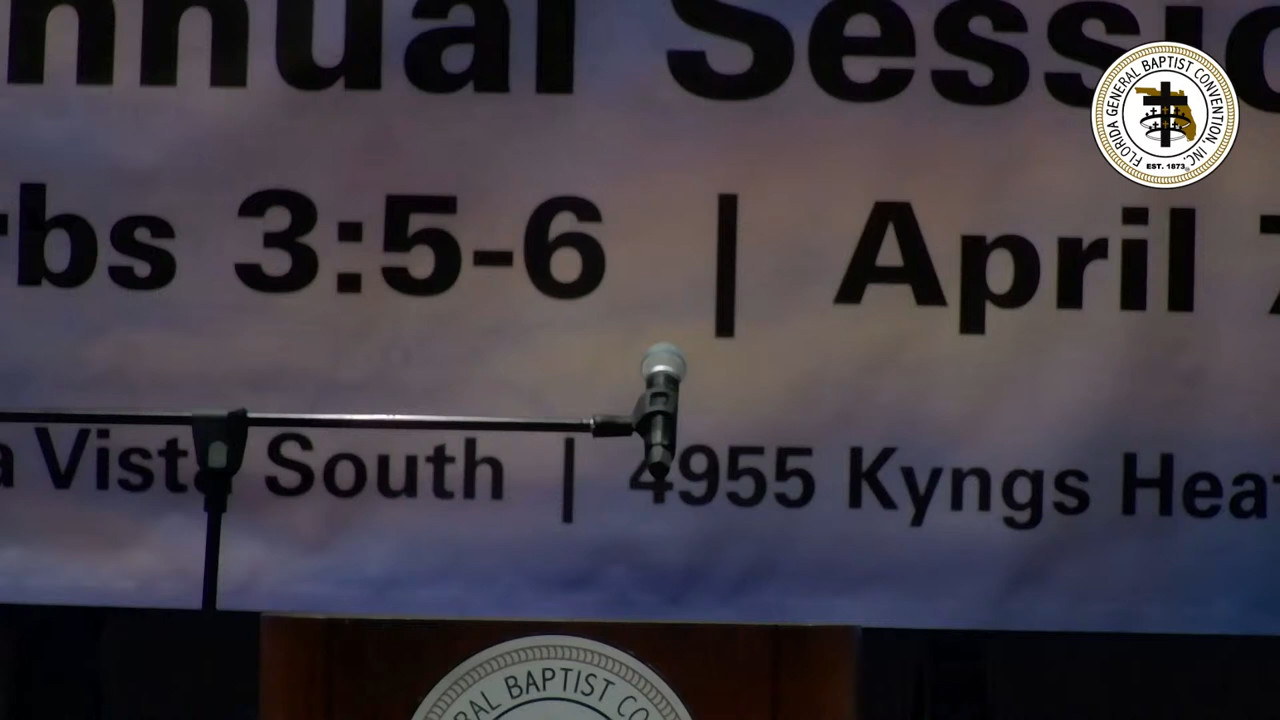 nnual Sessio
rbs 3:5-6 | April 7
a Vista South | 4955 Kyngs Hea
FLORIDA GENERAL BAPTIST CONVENTION, INC.
EST. 1873
RAL BAPTIST CO